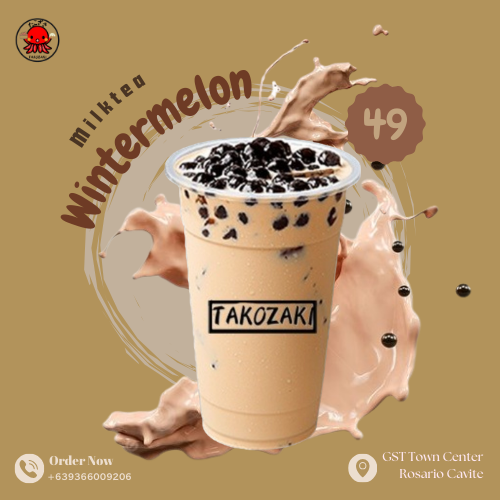 milktea
Wintermelon
49
TAKOZAKI
Order Now
+639366009206
GST Town Center
Rosario Cavite